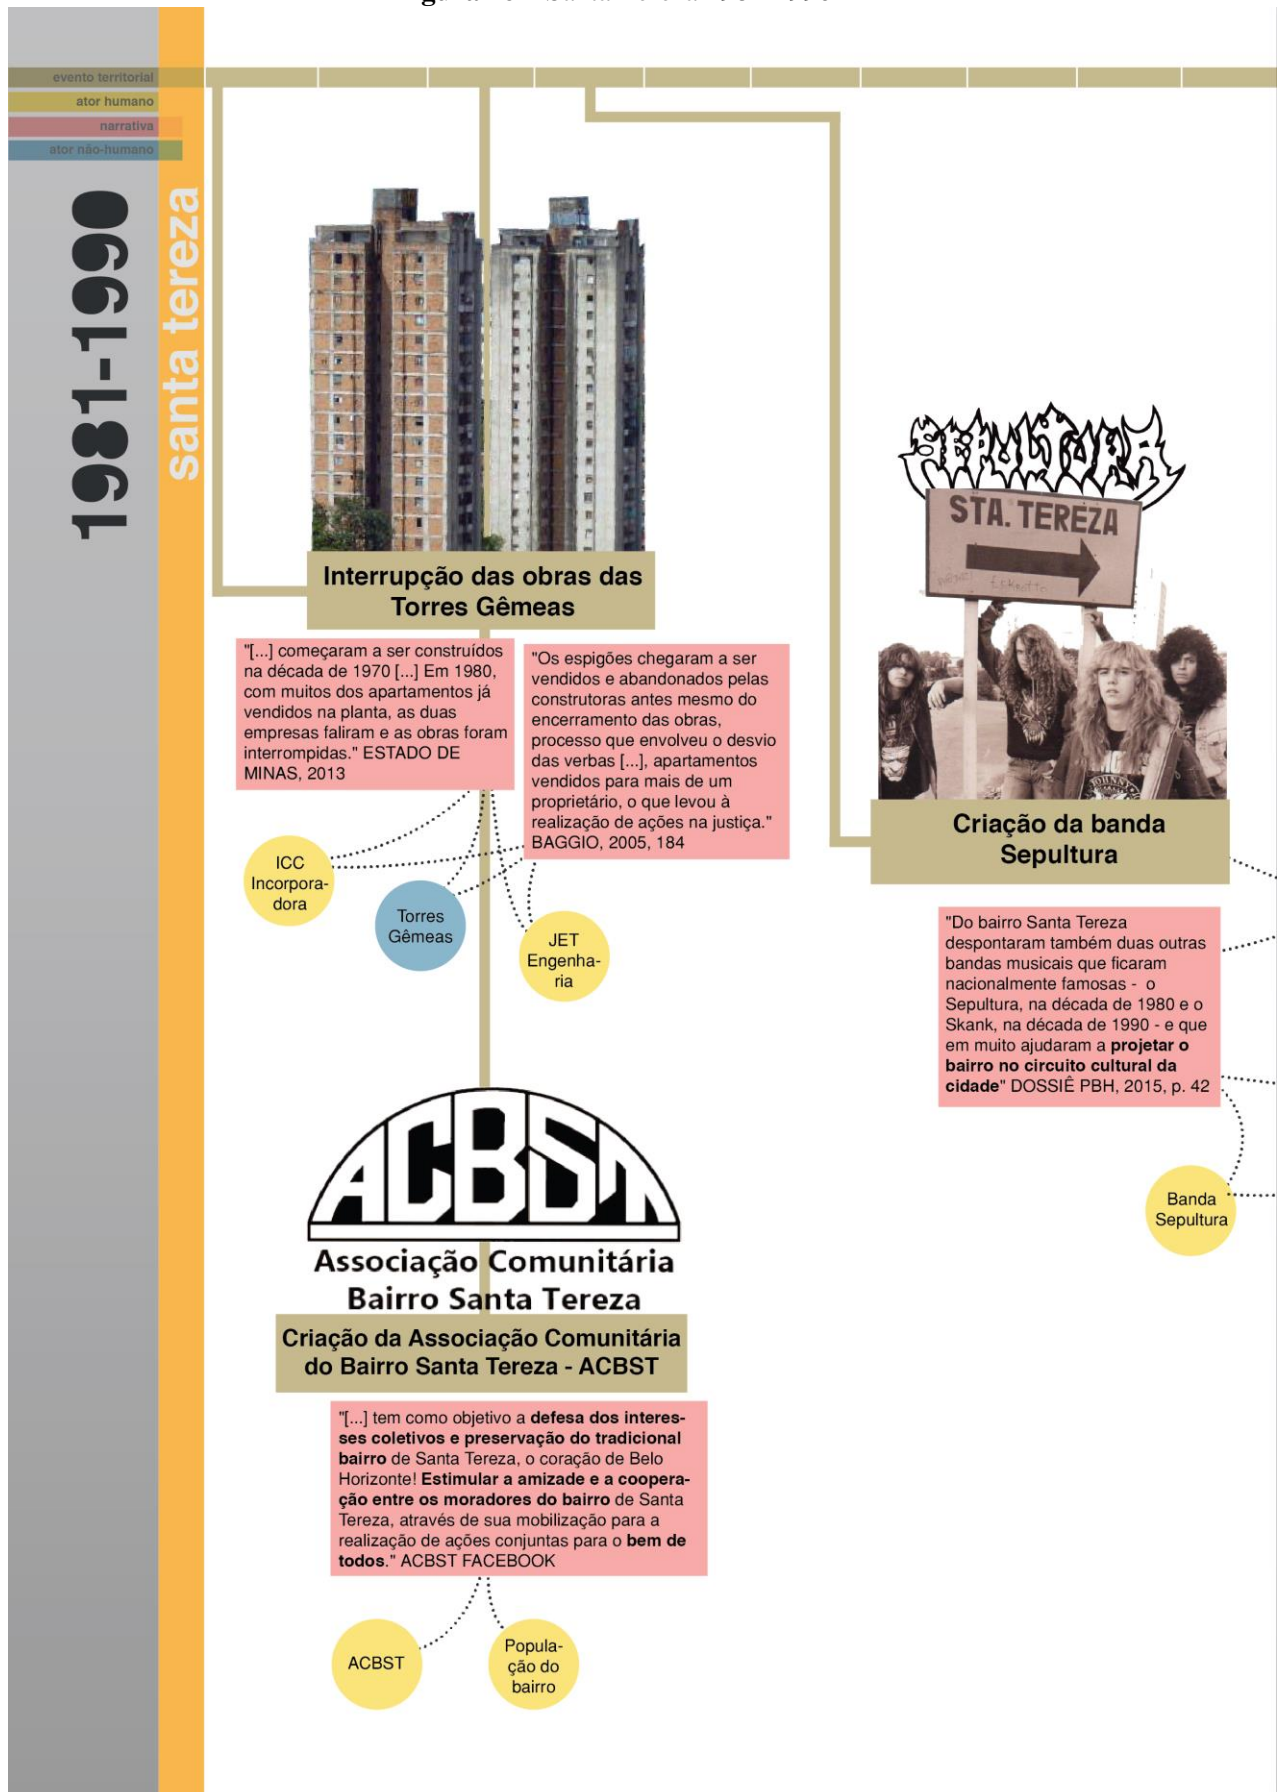 evento territorial
ator humano
narrativa
ator não-humano
1981-1990
santa tereza
Interrupção das obras das
Torres Gêmeas
"[...] começaram a ser construídos
na década de 1970 [...] Em 1980,
com muitos dos apartamentos já
vendidos na planta, as duas
empresas faliram e as obras foram
interrompidas." ESTADO DE
MINAS, 2013
"Os espigões chegaram a ser
vendidos e abandonados pelas
construtoras antes mesmo do
encerramento das obras,
processo que envolveu o desvio
das verbas [...], apartamentos
vendidos para mais de um
proprietário, o que levou à
realização de ações na justiça."
BAGGIO, 2005, 184
ICC
Incorpora-
dora
Torres
Gêmeas
JET
Engenha-
ria
SEPULTURA
STA. TEREZA
Criação da banda
Sepultura
"Do bairro Santa Tereza
despontaram também duas outras
bandas musicais que ficaram
nacionalmente famosas - o
Sepultura, na década de 1980 e o
Skank, na década de 1990 - e que
em muito ajudaram a projetar o
bairro no circuito cultural da
cidade" DOSSIÊ PBH, 2015, p. 42
Banda
Sepultura
ACBST
Associação Comunitária
Bairro Santa Tereza
Criação da Associação Comunitária
do Bairro Santa Tereza - ACBST
"[...] tem como objetivo a defesa dos interes-
ses coletivos e preservação do tradicional
bairro de Santa Tereza, o coração de Belo
Horizonte! Estimular a amizade e a coopera-
ção entre os moradores do bairro de Santa
Tereza, através de sua mobilização para a
realização de ações conjuntas para o bem de
todos." ACBST FACEBOOK
ACBST
Popula-
ção do
bairro